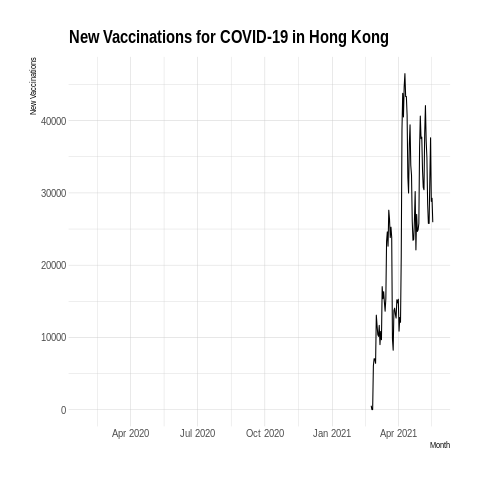 New Vaccinations for COVID-19 in Hong Kong
New Vaccinations
40000
30000
20000
10000
0
Apr 2020 Jul 2020 Oct 2020 Jan 2021 Apr 2021
Month